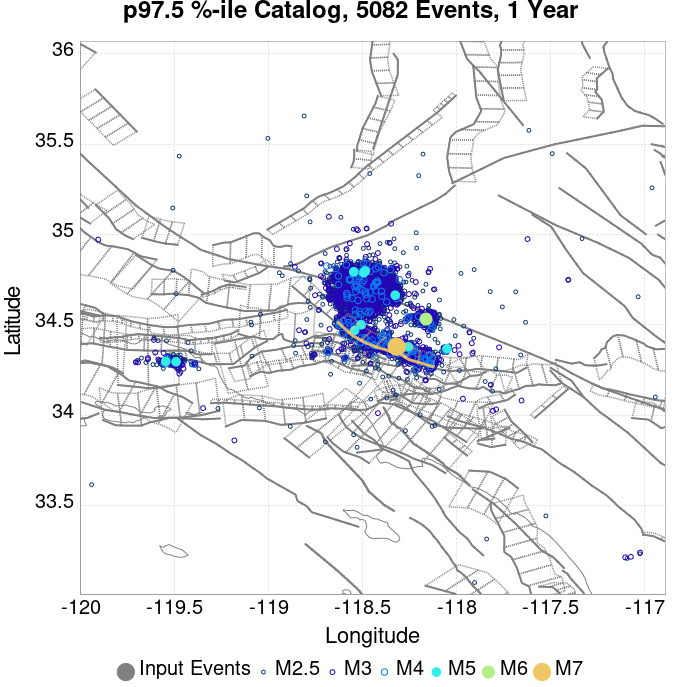 p97.5 %-ile Catalog, 5082 Events, 1 Year
36
35.5
35
34.5
34
33.5
Latitude
-120 -119.5 -119 -118.5 -118 -117.5 -117
Longitude
Input Events M2.5 M3 M4 M5 M6 M7